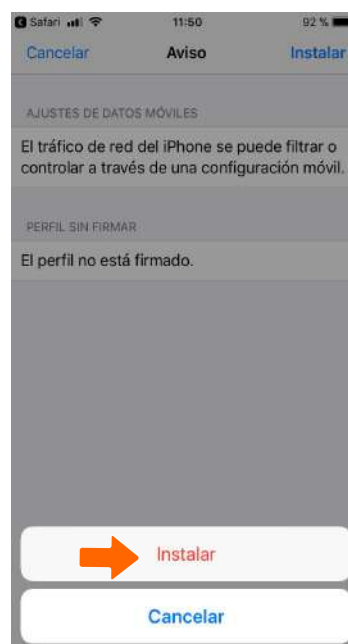 Safari 11:50 92 %
Cancelar Aviso Instalar
AJUSTES DE DATOS MÓVILES
El tráfico de red del iPhone se puede filtrar o
controlar a través de una configuración móvil.
PERFIL SIN FIRMAR
El perfil no está firmado.
Instalar
Cancelar